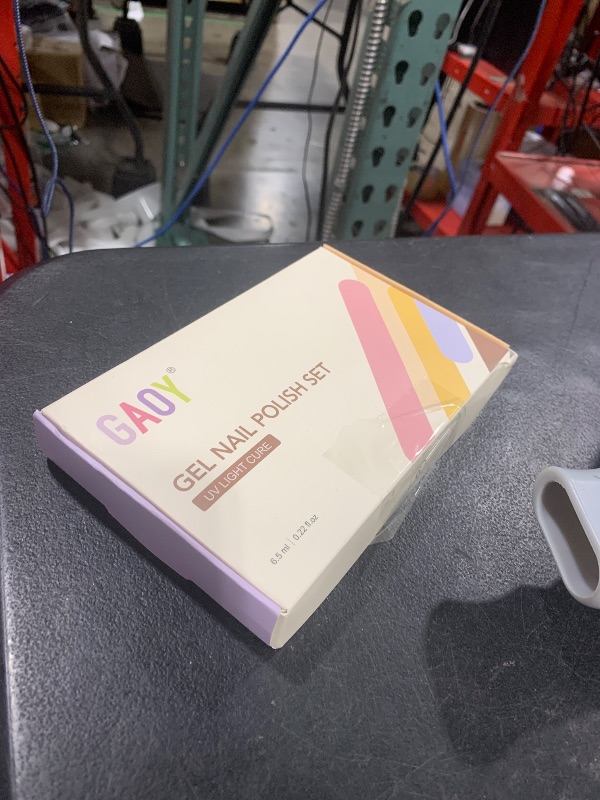 GAOY®
GEL NAIL POLISH SET
UV LIGHT CURE
6.5 ml | 0.22 fl.oz